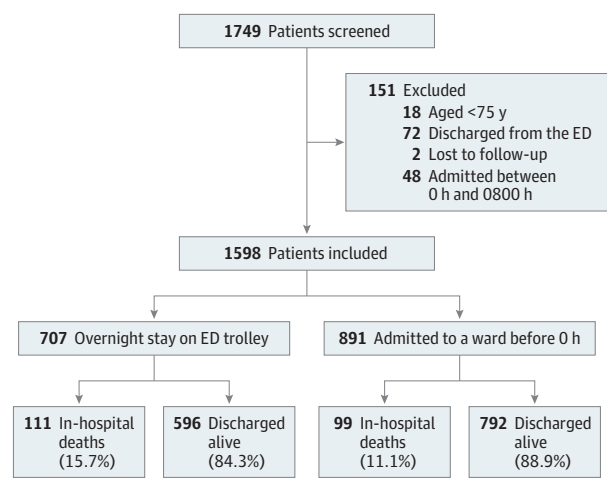 1749 Patients screened
151 Excluded
18 Aged <75 y
72 Discharged from the ED
2 Lost to follow-up
48 Admitted between
0 h and 0800 h
1598 Patients included
707 Overnight stay on ED trolley
891 Admitted to a ward before 0 h
111 In-hospital
deaths
(15.7%)
596 Discharged
alive
(84.3%)
99 In-hospital
deaths
(11.1%)
792 Discharged
alive
(88.9%)